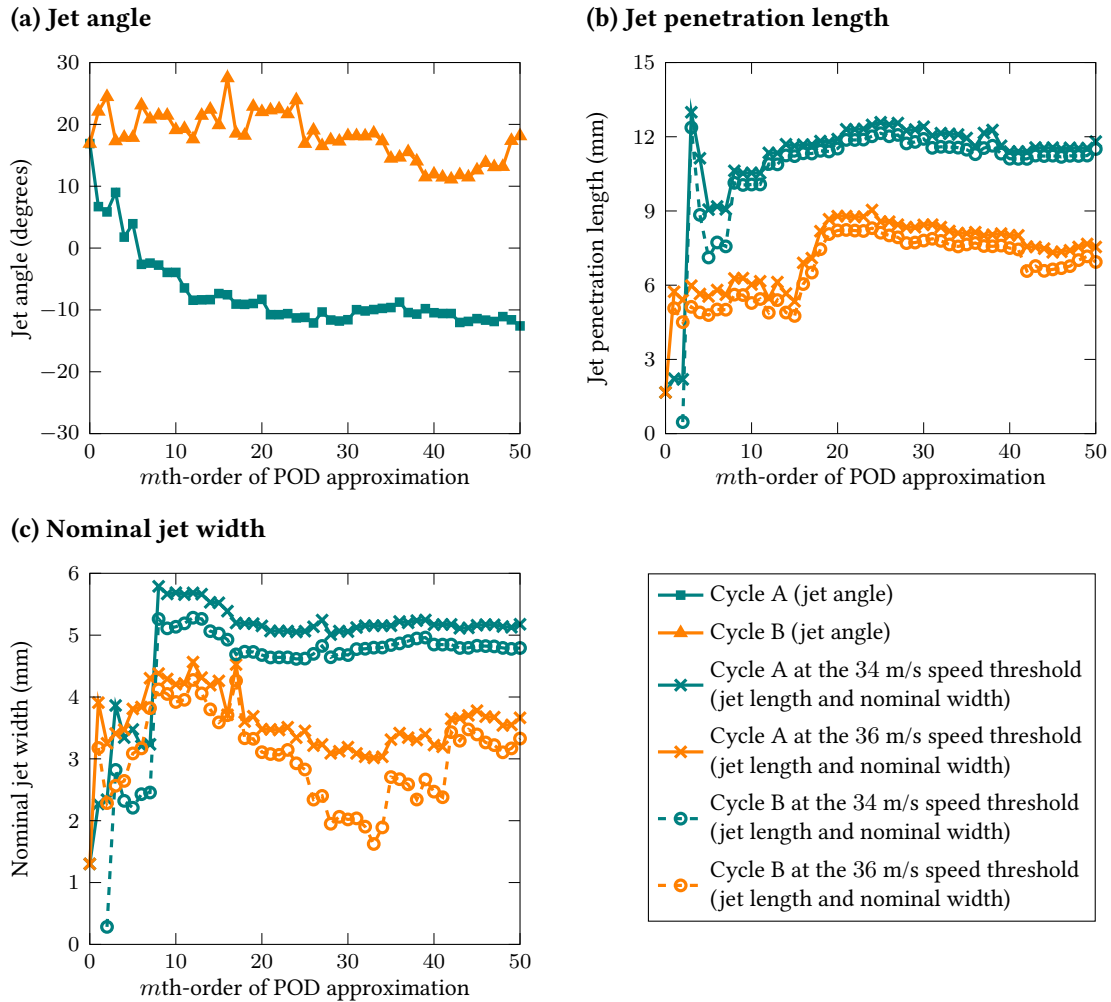 (a) Jet angle
30
20
10
0
−10
−20
−30
Jet angle (degrees)
0 10 20 30 40 50
mth-order of POD approximation
(b) Jet penetration length
15
12
9
6
3
0
Jet penetration length (mm)
0 10 20 30 40 50
mth-order of POD approximation
(c) Nominal jet width
6
5
4
3
2
1
0
Nominal jet width (mm)
0 10 20 30 40 50
mth-order of POD approximation
Cycle A (jet angle)
Cycle B (jet angle)
Cycle A at the 34 m/s speed threshold
(jet length and nominal width)
Cycle A at the 36 m/s speed threshold
(jet length and nominal width)
Cycle B at the 34 m/s speed threshold
(jet length and nominal width)
Cycle B at the 36 m/s speed threshold
(jet length and nominal width)